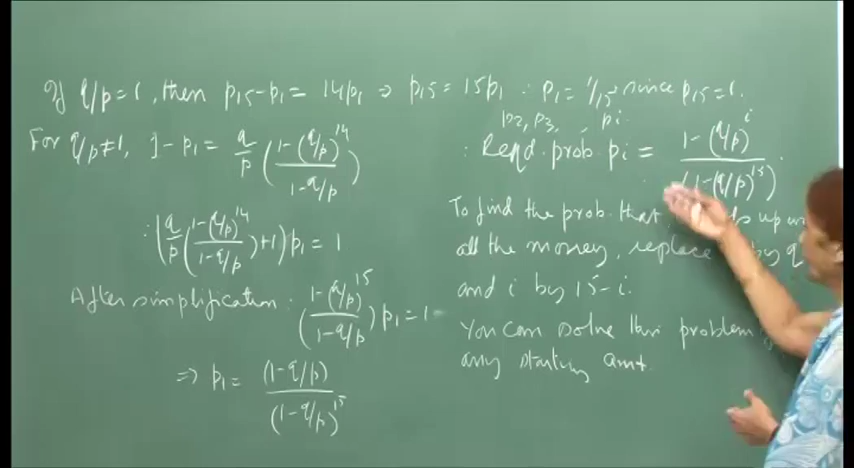 If q/p = 1, then p15 - p1 = 14p1 ⇒ p15 = 15p1 ∴ p1 = 1/15 since p15 = 1.
For q/p ≠ 1, 1 - p1 = q/p ( (1 - (q/p)^14) / (1 - q/p) )
∴ ( q/p ( (1 - (q/p)^14) / (1 - q/p) ) + 1 ) p1 = 1
After simplification: ( (1 - (q/p)^15) / (1 - q/p) ) p1 = 1
⇒ p1 = (1 - q/p) / (1 - q/p)^15
p2, p3, pi
∴ Reqd. prob. pi = (1 - (q/p)^i) / (1 - (q/p)^15)
To find the prob. that up
all the money, replace by q
and i by 15-i.
You can solve this problem
any starting amt.